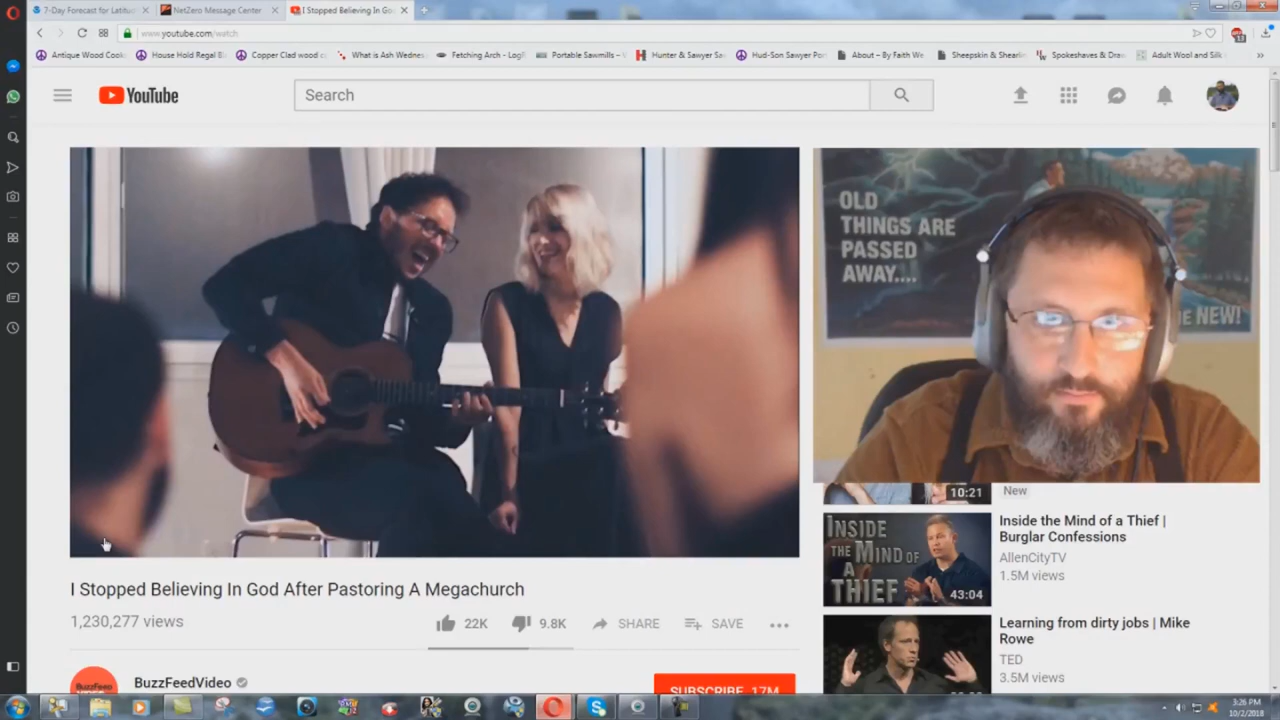 7-Day Forecast for Latitud
NetZero Message Center
I Stopped Believing In Go
www.youtube.com/watch
Antique Wood Cook
House Hold Regal B
Copper Clad wood c
What is Ash Wednes
Fetching Arch - Logi
Portable Sawmills – V
Hunter & Sawyer Sa
Hud-Son Sawyer Por
About – By Faith We
Sheepskin & Shearlin
Spokeshaves & Draw
Adult Wool and Silk
YouTube
Search
OLD
THINGS ARE
PASSED
AWAY....
NEW!
10:21
New
INSIDE
THE MIND OF
A
THIEF
43:04
Inside the Mind of a Thief |
Burglar Confessions
AllenCityTV
1.5M views
I Stopped Believing In God After Pastoring A Megachurch
1,230,277 views
22K
9.8K
SHARE
SAVE
Learning from dirty jobs | Mike
Rowe
TED
3.5M views
BuzzFeedVideo
SUBSCRIBE 17M
3:26 PM
10/2/2018